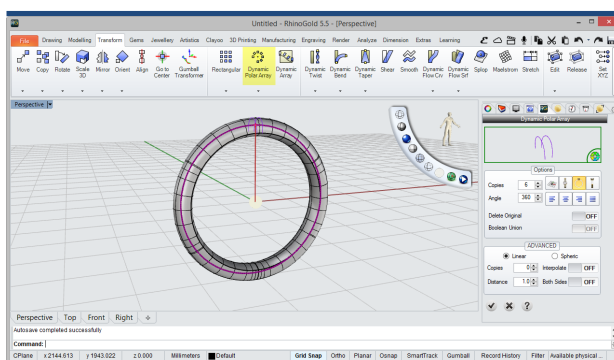 Untitled - RhinoGold 5.5 - [Perspective]
File Drawing Modelling Transform Gems Jewellery Artistics Clayoo 3D Printing Manufacturing Engraving Render Analyze Dimension Extras Learning
Move Copy Rotate Scale 3D Mirror Orient Align Go to Center Gumball Transformer Rectangular Dynamic Polar Array Dynamic Array Dynamic Twist Dynamic Bend Dynamic Taper Shear Smooth Dynamic Flow Crv Dynamic Flow Srf Splop Maelstrom Stretch Edit Release Set XYZ
Perspective
Dynamic Polar Array
Options
Copies 6
Angle 360
Delete Original OFF
Boolean Union OFF
ADVANCED
Linear Spheric
Copies 0 Interpolate OFF
Distance 1.0 Both Sides OFF
Perspective Top Front Right
Autosave completed successfully
Command:
CPlane x 2144.613 y 1943.022 z 0.000 Millimeters Default Grid Snap Ortho Planar Osnap SmartTrack Gumball Record History Filter Available physical ...